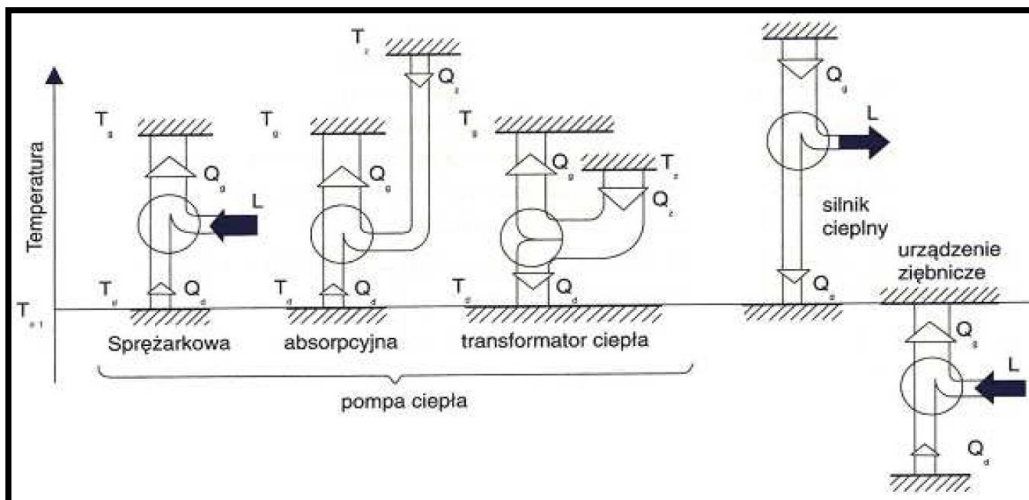 Temperatura
T o t
T g
Q g
L
T d
Q d
Sprężarkowa
T z
Q z
T g
Q g
T d
Q d
absorpcyjna
T g
Q g
T z
Q z
T d
Q d
transformator ciepła
pompa ciepła
Q g
L
silnik
cieplny
Q d
urządzenie
ziębnicze
Q g
L
Q d